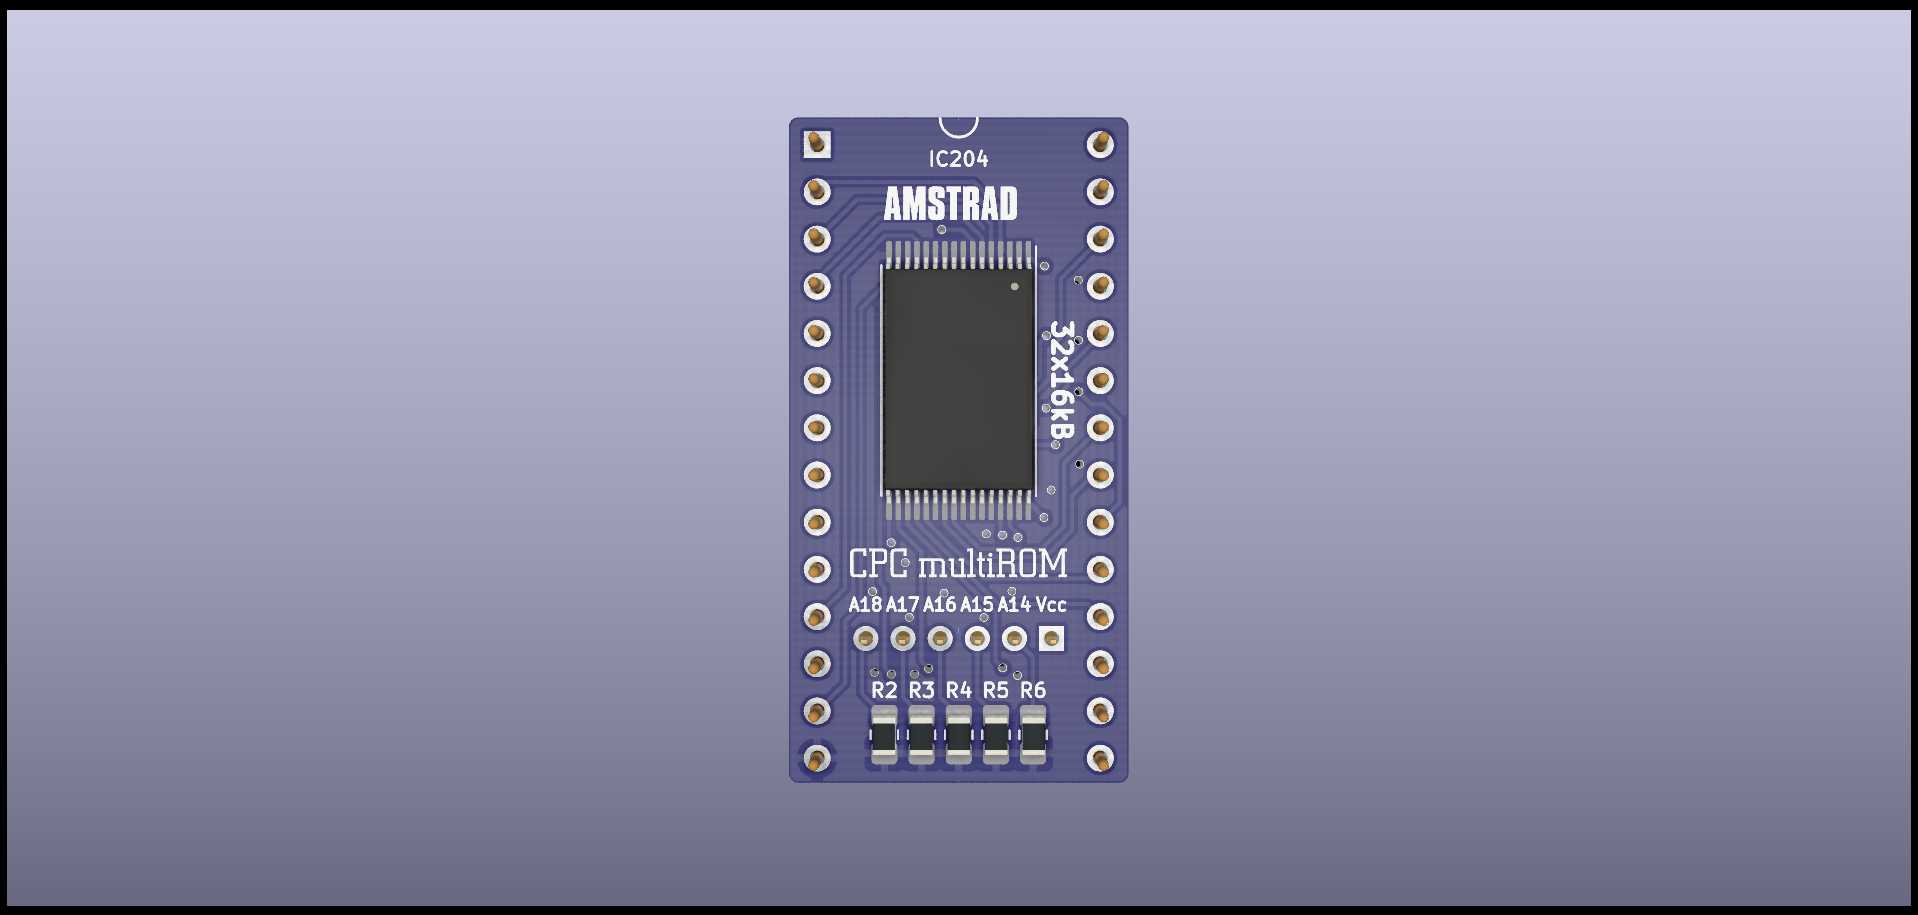 IC204
AMSTRAD
32x16kB
CPC multiROM
A18 A17 A16 A15 A14 Vcc
R2 R3 R4 R5 R6